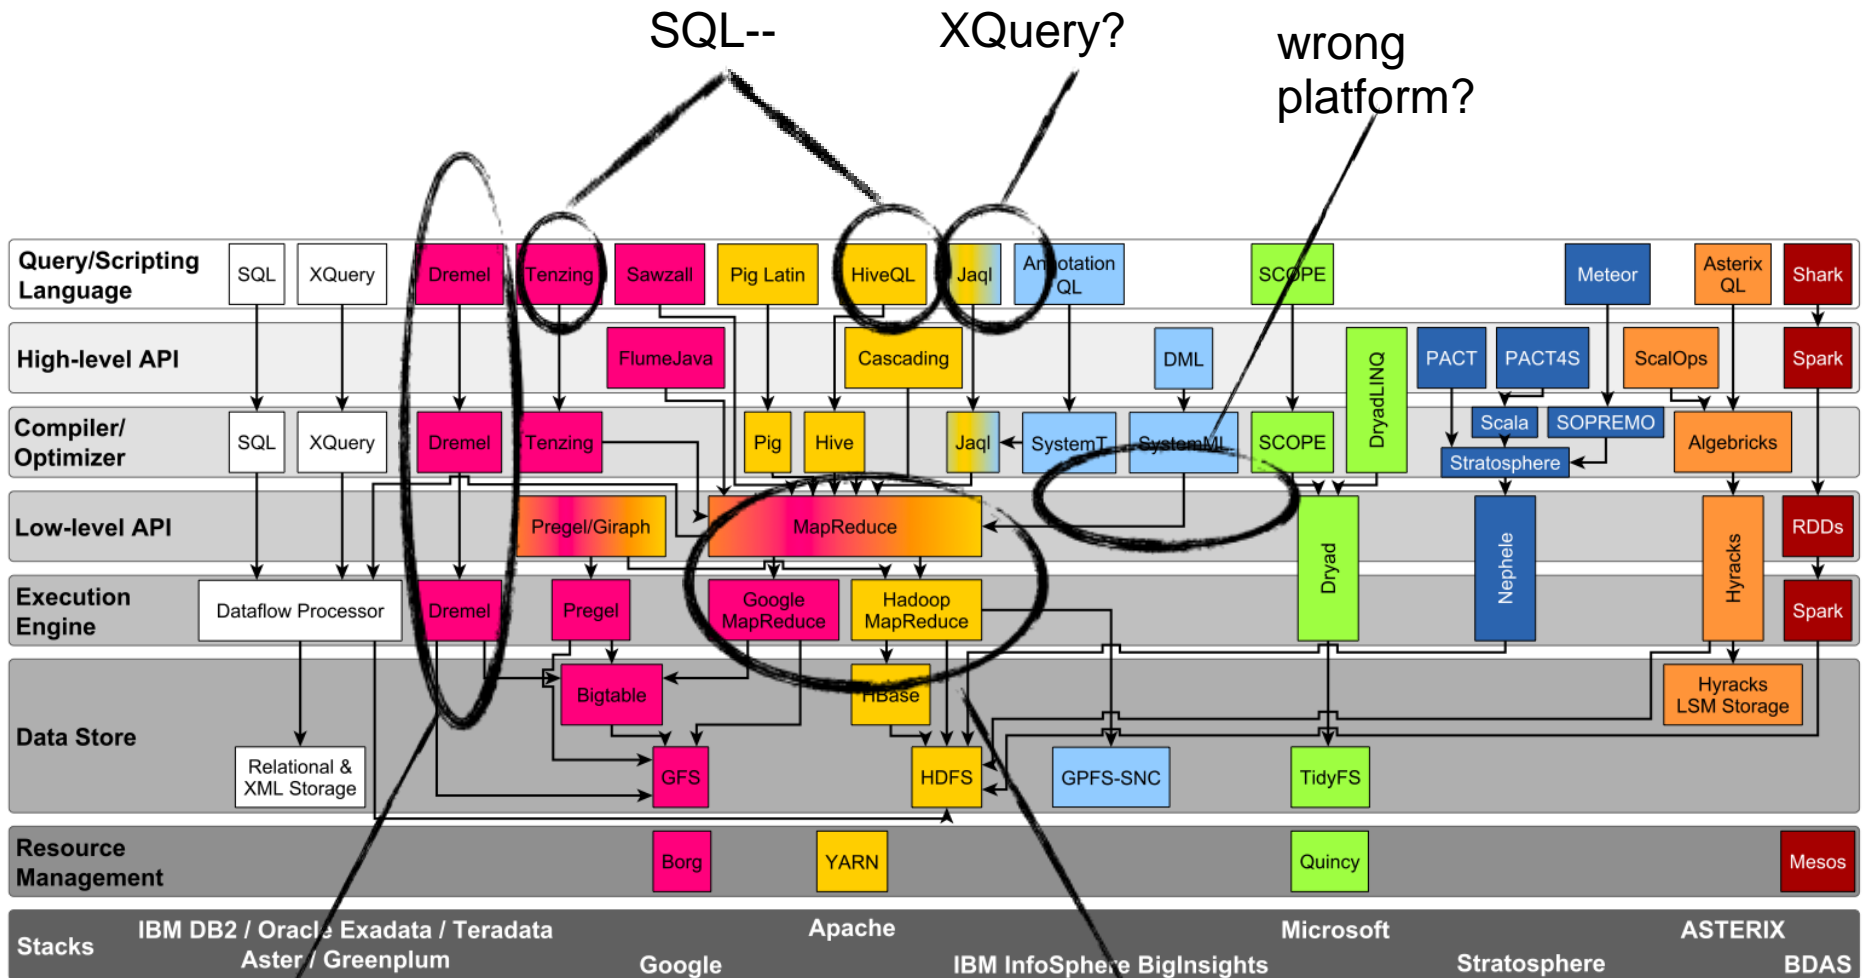 SQL--
XQuery?
wrong
platform?
Query/Scripting
Language
SQL
XQuery
Dremel
Tenzing
Sawzall
Pig Latin
HiveQL
Jaql
Annotation
QL
SCOPE
Meteor
Asterix
QL
Shark
High-level API
FlumeJava
Cascading
DML
DryadLINQ
PACT
PACT4S
ScalOps
Spark
Compiler/
Optimizer
SQL
XQuery
Dremel
Tenzing
Pig
Hive
Jaql
SystemT
SystemML
SCOPE
Scala
SOPREMO
Stratosphere
Algebricks
Low-level API
Pregel/Giraph
MapReduce
Dryad
Nephele
Hyracks
RDDs
Execution
Engine
Dataflow Processor
Dremel
Pregel
Google
MapReduce
Hadoop
MapReduce
Spark
Data Store
Bigtable
HBase
Hyracks
LSM Storage
Relational &
XML Storage
GFS
HDFS
GPFS-SNC
TidyFS
Resource
Management
Borg
YARN
Quincy
Mesos
Stacks
IBM DB2 / Oracle Exadata / Teradata
Aster / Greenplum
Google
Apache
IBM InfoSphere BigInsights
Microsoft
Stratosphere
ASTERIX
BDAS